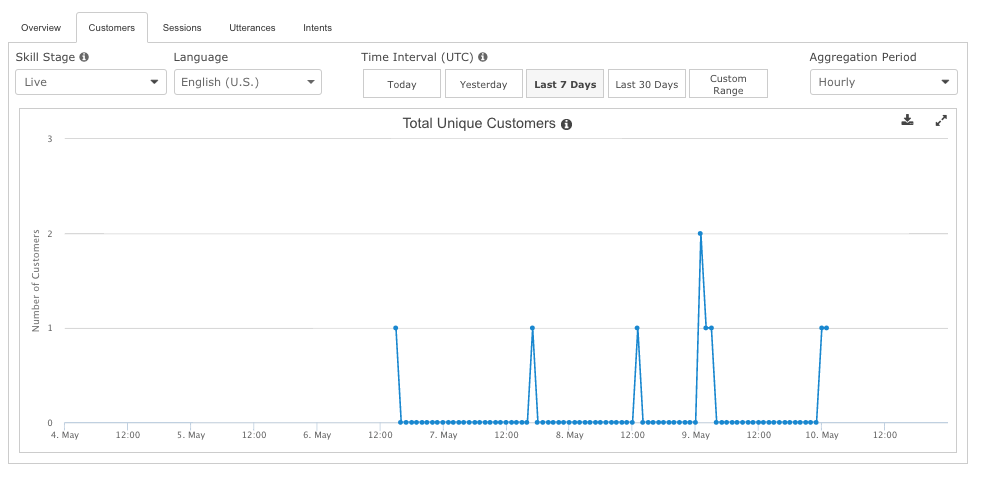 Overview Customers Sessions Utterances Intents
Skill Stage Language Time Interval (UTC) Aggregation Period
Live English (U.S.) Today Yesterday Last 7 Days Last 30 Days Custom
Range Hourly
Total Unique Customers
Number of Customers
3
2
1
0
4. May 12:00 5. May 12:00 6. May 12:00 7. May 12:00 8. May 12:00 9. May 12:00 10. May 12:00